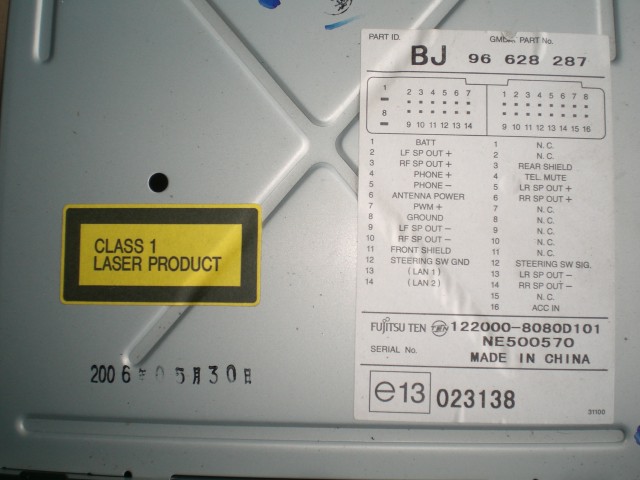 PART ID. GMDAT PART No.
BJ 96 628 287
1 2 3 4 5 6 7 1 2 3 4 5 6 7 8
8 9 10 11 12 13 14 9 10 11 12 13 14 15 16
1 BATT 1 N.C.
2 LF SP OUT + 2 N.C.
3 RF SP OUT + 3 REAR SHIELD
4 PHONE + 4 TEL. MUTE
5 PHONE − 5 LR SP OUT +
6 ANTENNA POWER 6 RR SP OUT +
7 PWM + 7 N.C.
8 GROUND 8 N.C.
9 LF SP OUT − 9 N.C.
10 RF SP OUT − 10 N.C.
11 FRONT SHIELD 11 N.C.
12 STEERING SW GND 12 STEERING SW SIG.
13 (LAN 1) 13 LR SP OUT −
14 (LAN 2) 14 RR SP OUT −
15 N.C.
16 ACC IN
FUJITSU TEN TEN 122000-8080D101
NE500570
SERIAL No. MADE IN CHINA
e13 023138
31100
CLASS 1
LASER PRODUCT
2006年05月30日